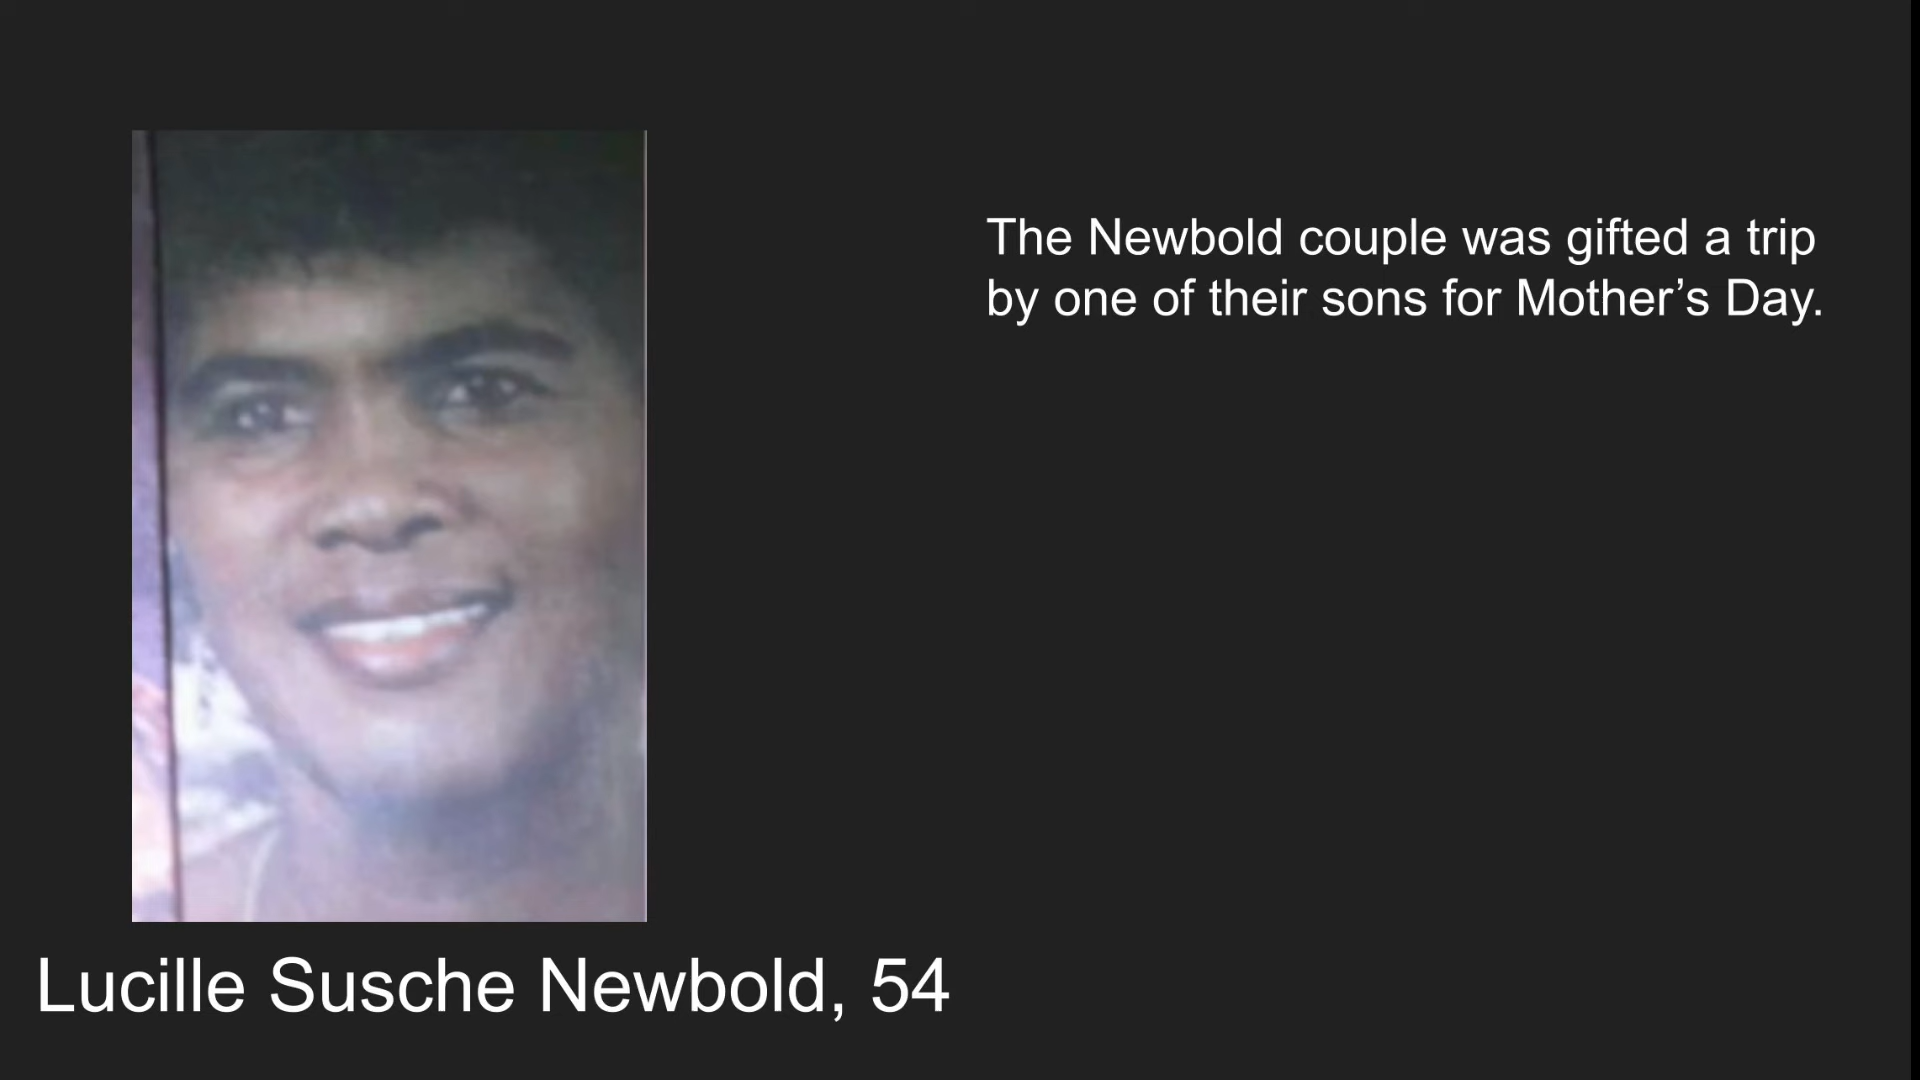 The Newbold couple was gifted a trip
by one of their sons for Mother’s Day.
Lucille Susche Newbold, 54